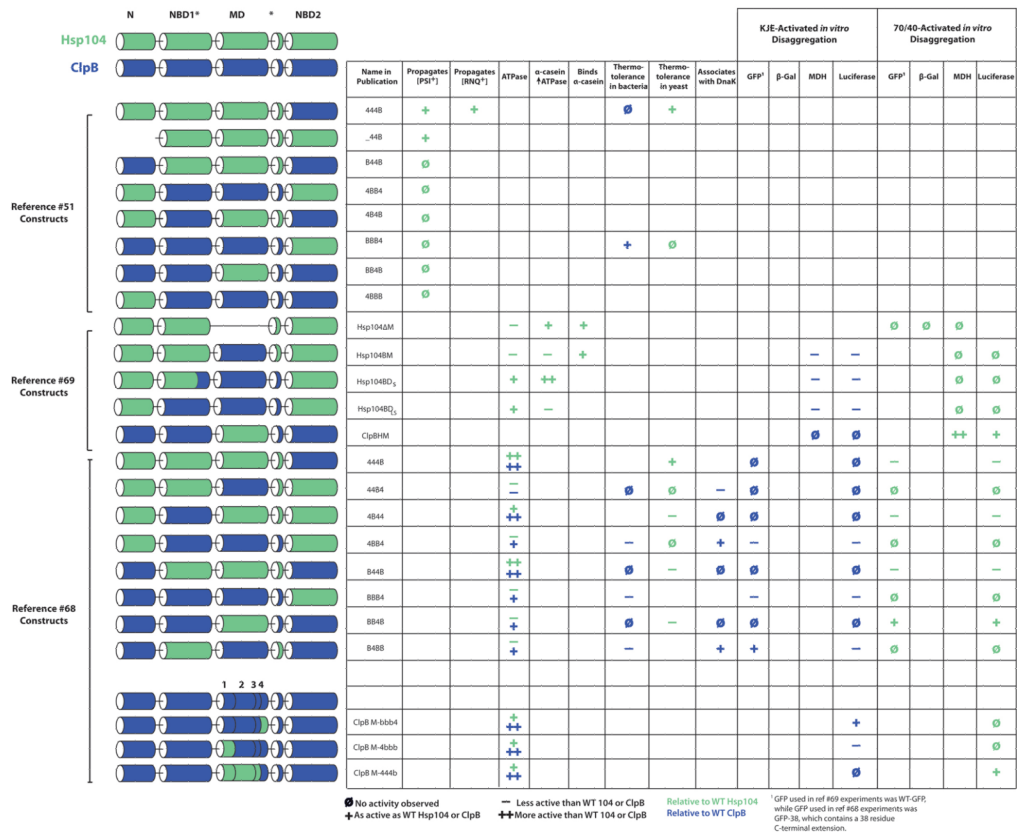 N NBD1* MD * NBD2
Hsp104
ClpB
KJE-Activated in vitro Disaggregation
70/40-Activated in vitro Disaggregation
Name in Publication
Propagates [PSI+]
Propagates [RNQ+]
ATPase
α-casein ↑ATPase
Binds α-casein
Thermo-tolerance in bacteria
Thermo-tolerance in yeast
Associates with DnaK
GFP¹ β-Gal MDH Luciferase GFP¹ β-Gal MDH Luciferase
Reference #51 Constructs
444B + + Ø +
_44B +
B44B Ø
4BB4 Ø
4B4B Ø
BBB4 Ø + Ø
BB4B Ø
4BBB Ø
Reference #69 Constructs
Hsp104ΔM – + + Ø Ø Ø
Hsp104BM – – + – – Ø Ø
Hsp104BDS + ++ – – Ø Ø
Hsp104BDLS + – – – Ø Ø
ClpBHM Ø Ø ++ +
Reference #68 Constructs
444B ++ ++ + Ø Ø – –
44B4 – – Ø Ø – Ø Ø Ø Ø
4B44 + ++ – Ø Ø Ø – –
4BB4 – + – Ø + – – Ø Ø
B44B ++ ++ Ø – Ø Ø Ø – –
BBB4 – + – – – Ø Ø
BB4B – + Ø – Ø Ø Ø + +
B4BB – + – + + – Ø Ø
1 2 3 4
ClpB M-bbb4 + ++ + Ø
ClpB M-4bbb + ++ – Ø
ClpB M-444b + ++ Ø +
Ø No activity observed
+ As active as WT Hsp104 or ClpB
– Less active than WT 104 or ClpB
++ More active than WT 104 or ClpB
Relative to WT Hsp104
Relative to WT ClpB
¹ GFP used in ref #69 experiments was WT-GFP,
while GFP used in ref #68 experiments was
GFP-38, which contains a 38 residue
C-terminal extension.